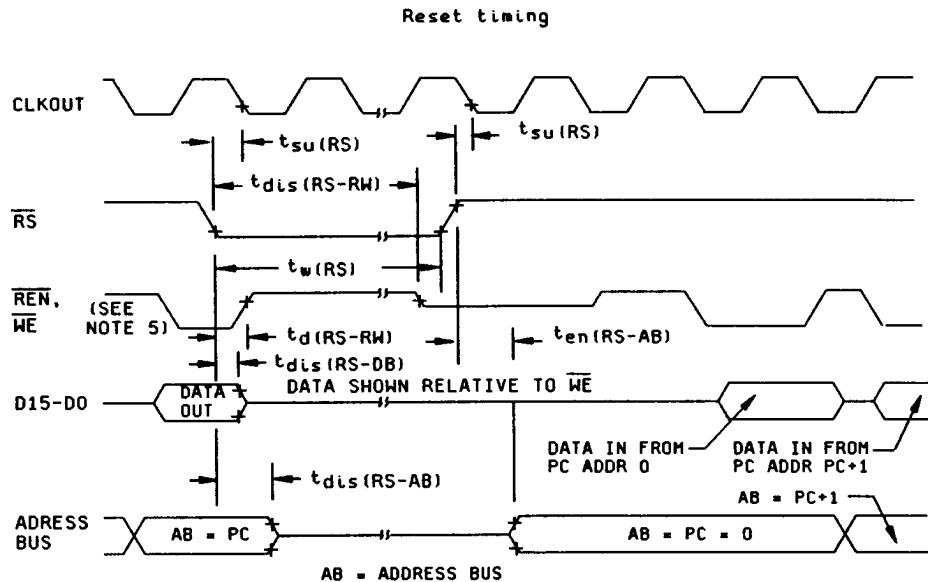 Reset timing
CLKOUT
tsu(RS)
tsu(RS)
tdis(RS-RW)
RS
tw(RS)
REN,
WE
(SEE
NOTE 5)
td(RS-RW)
ten(RS-AB)
tdis(RS-DB)
DATA SHOWN RELATIVE TO WE
D15-D0
DATA
OUT
DATA IN FROM
PC ADDR 0
DATA IN FROM
PC ADDR PC+1
tdis(RS-AB)
AB = PC+1
ADRESS
BUS
AB = PC
AB = PC = 0
AB = ADDRESS BUS